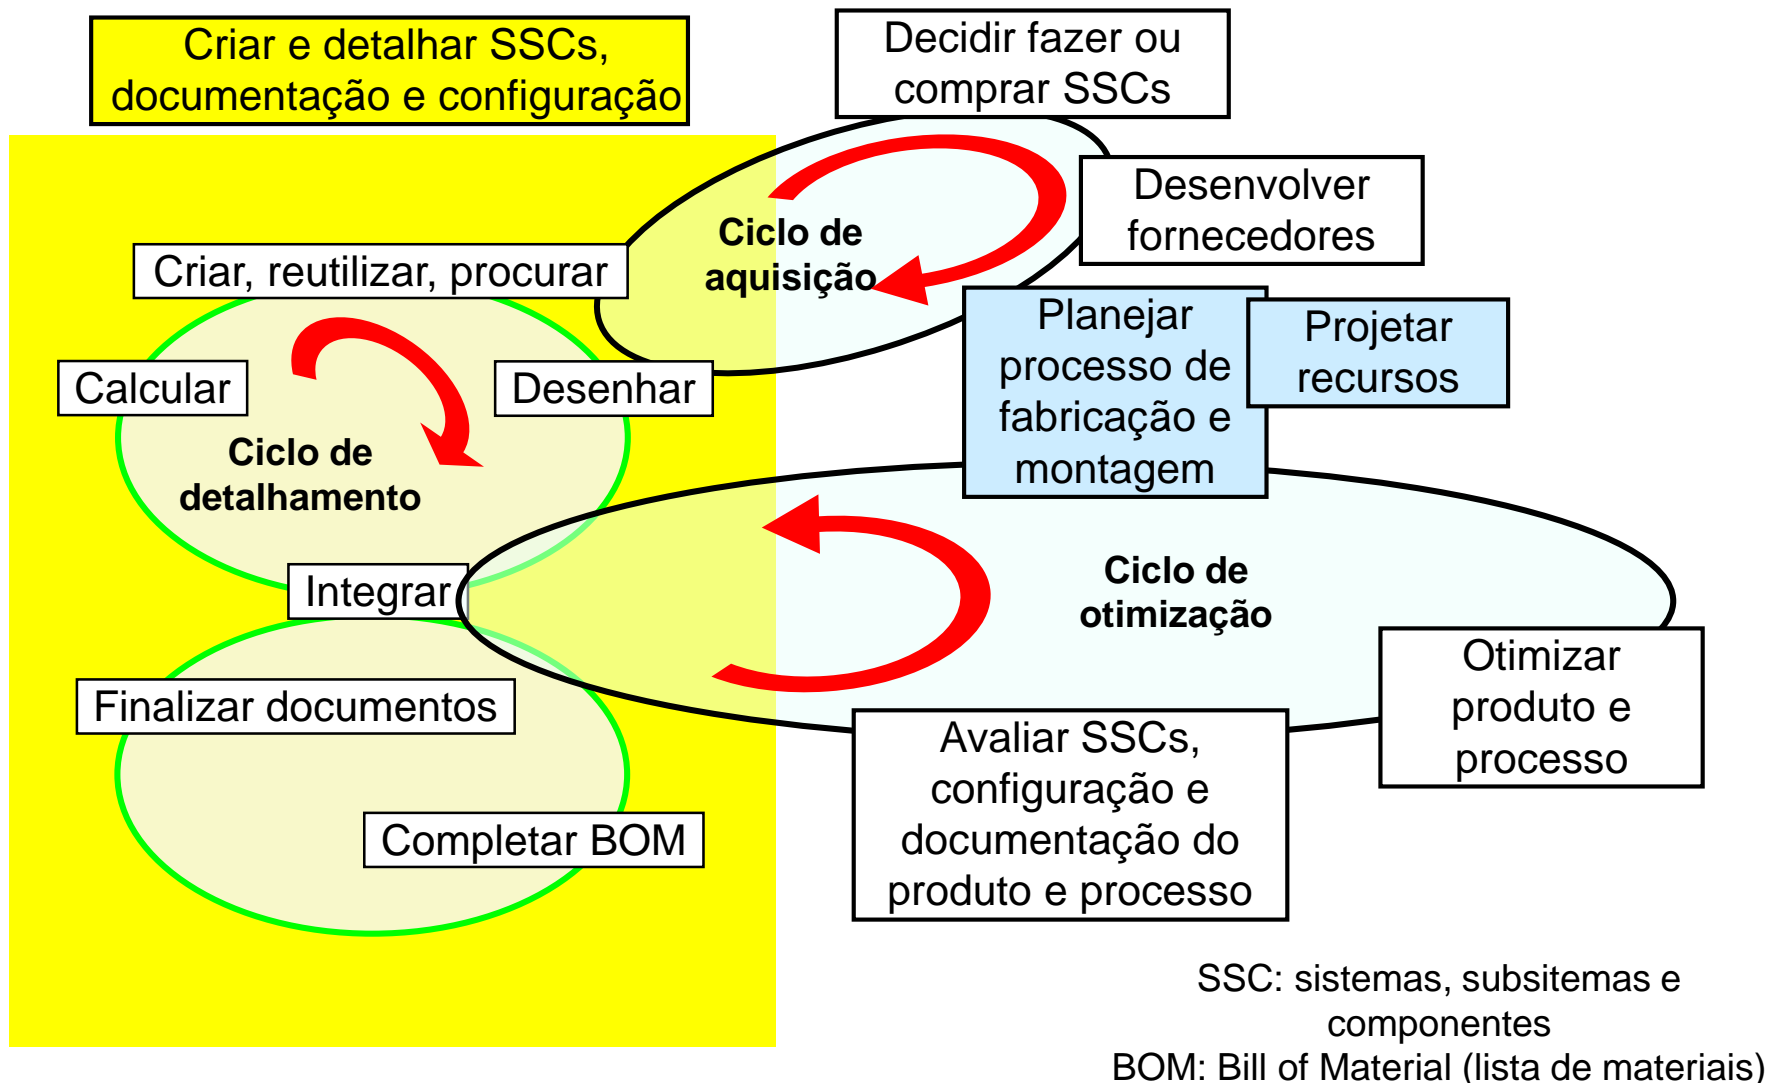 Criar e detalhar SSCs,
documentação e configuração
Decidir fazer ou
comprar SSCs
Desenvolver
fornecedores
Ciclo de
aquisição
Criar, reutilizar, procurar
Planejar
processo de
fabricação e
montagem
Projetar
recursos
Calcular
Desenhar
Ciclo de
detalhamento
Integrar
Ciclo de
otimização
Finalizar documentos
Otimizar
produto e
processo
Avaliar SSCs,
configuração e
documentação do
produto e processo
Completar BOM
SSC: sistemas, subsitemas e
componentes
BOM: Bill of Material (lista de materiais)